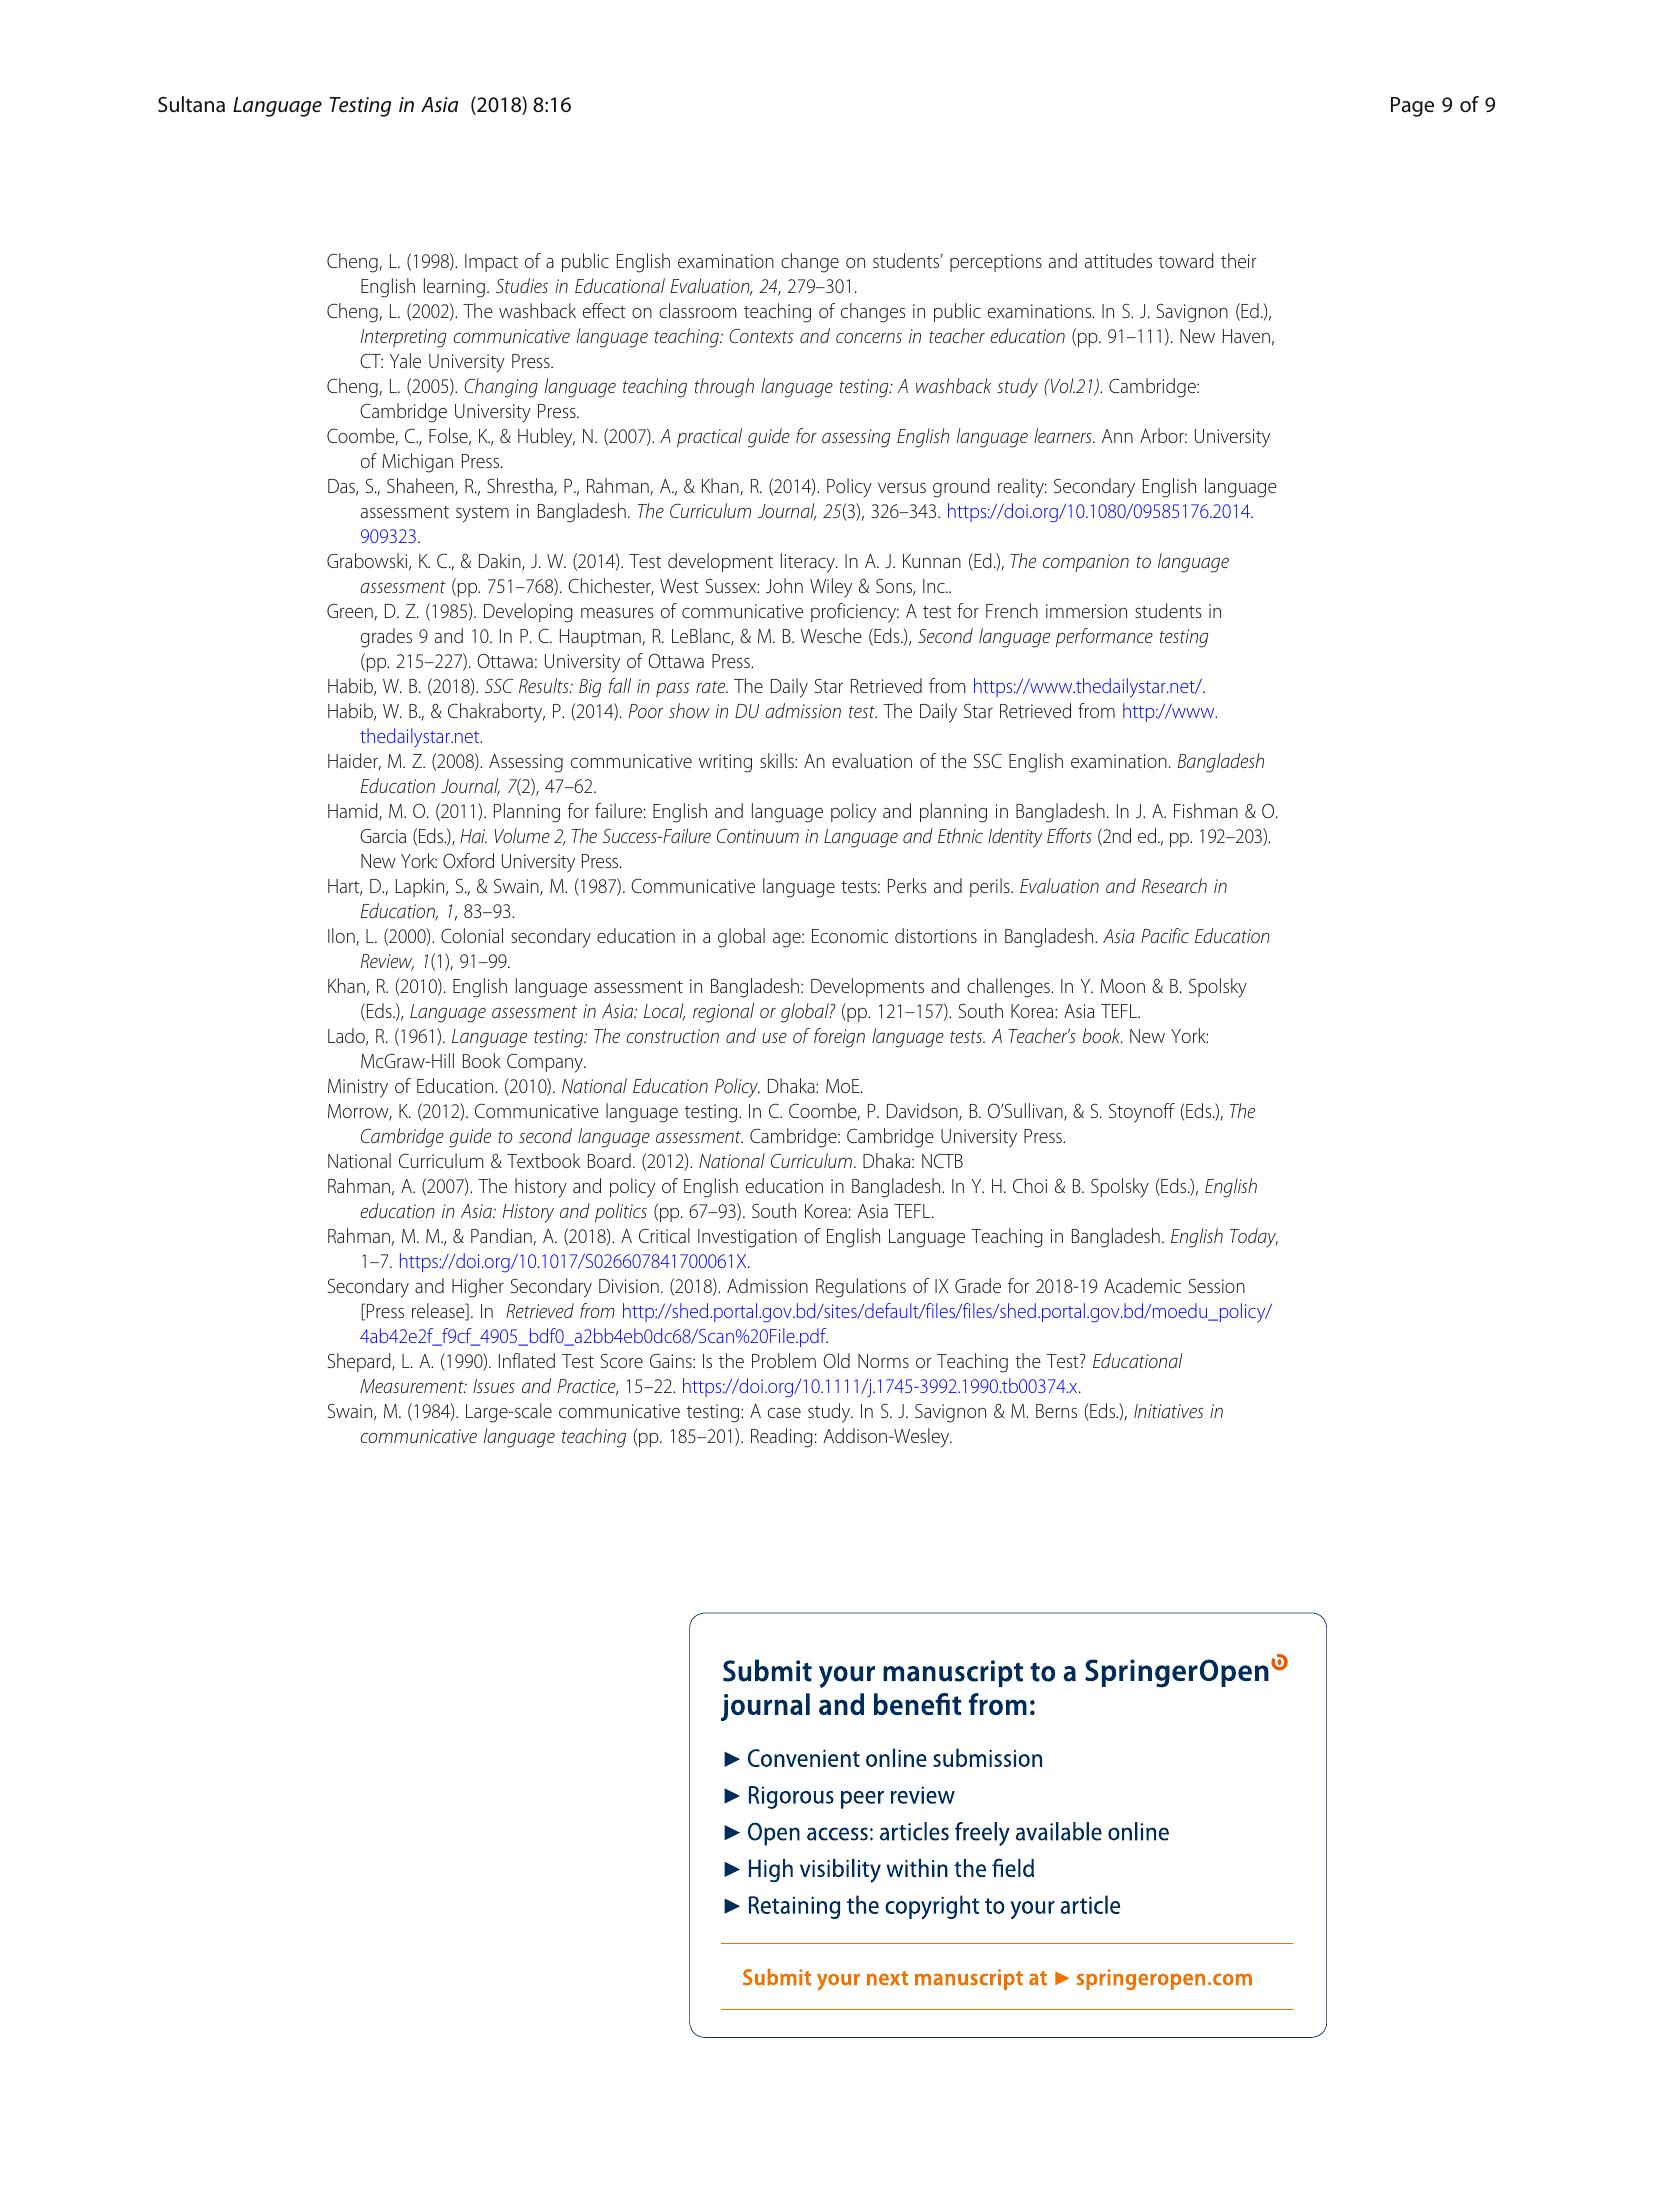 Sultana Language Testing in Asia (2018) 8:16
Page 9 of 9
Cheng, L. (1998). Impact of a public English examination change on students’ perceptions and attitudes toward their
English learning. Studies in Educational Evaluation, 24, 279–301.
Cheng, L. (2002). The washback effect on classroom teaching of changes in public examinations. In S. J. Savignon (Ed.),
Interpreting communicative language teaching: Contexts and concerns in teacher education (pp. 91–111). New Haven,
CT: Yale University Press.
Cheng, L. (2005). Changing language teaching through language testing: A washback study (Vol.21). Cambridge:
Cambridge University Press.
Coombe, C., Folse, K., & Hubley, N. (2007). A practical guide for assessing English language learners. Ann Arbor: University
of Michigan Press.
Das, S., Shaheen, R., Shrestha, P., Rahman, A., & Khan, R. (2014). Policy versus ground reality: Secondary English language
assessment system in Bangladesh. The Curriculum Journal, 25(3), 326–343. https://doi.org/10.1080/09585176.2014.
909323.
Grabowski, K. C., & Dakin, J. W. (2014). Test development literacy. In A. J. Kunnan (Ed.), The companion to language
assessment (pp. 751–768). Chichester, West Sussex: John Wiley & Sons, Inc..
Green, D. Z. (1985). Developing measures of communicative proficiency: A test for French immersion students in
grades 9 and 10. In P. C. Hauptman, R. LeBlanc, & M. B. Wesche (Eds.), Second language performance testing
(pp. 215–227). Ottawa: University of Ottawa Press.
Habib, W. B. (2018). SSC Results: Big fall in pass rate. The Daily Star Retrieved from https://www.thedailystar.net/.
Habib, W. B., & Chakraborty, P. (2014). Poor show in DU admission test. The Daily Star Retrieved from http://www.
thedailystar.net.
Haider, M. Z. (2008). Assessing communicative writing skills: An evaluation of the SSC English examination. Bangladesh
Education Journal, 7(2), 47–62.
Hamid, M. O. (2011). Planning for failure: English and language policy and planning in Bangladesh. In J. A. Fishman & O.
Garcia (Eds.), Hai. Volume 2, The Success-Failure Continuum in Language and Ethnic Identity Efforts (2nd ed., pp. 192–203).
New York: Oxford University Press.
Hart, D., Lapkin, S., & Swain, M. (1987). Communicative language tests: Perks and perils. Evaluation and Research in
Education, 1, 83–93.
Ilon, L. (2000). Colonial secondary education in a global age: Economic distortions in Bangladesh. Asia Pacific Education
Review, 1(1), 91–99.
Khan, R. (2010). English language assessment in Bangladesh: Developments and challenges. In Y. Moon & B. Spolsky
(Eds.), Language assessment in Asia: Local, regional or global? (pp. 121–157). South Korea: Asia TEFL.
Lado, R. (1961). Language testing: The construction and use of foreign language tests. A Teacher’s book. New York:
McGraw-Hill Book Company.
Ministry of Education. (2010). National Education Policy. Dhaka: MoE.
Morrow, K. (2012). Communicative language testing. In C. Coombe, P. Davidson, B. O’Sullivan, & S. Stoynoff (Eds.), The
Cambridge guide to second language assessment. Cambridge: Cambridge University Press.
National Curriculum & Textbook Board. (2012). National Curriculum. Dhaka: NCTB
Rahman, A. (2007). The history and policy of English education in Bangladesh. In Y. H. Choi & B. Spolsky (Eds.), English
education in Asia: History and politics (pp. 67–93). South Korea: Asia TEFL.
Rahman, M. M., & Pandian, A. (2018). A Critical Investigation of English Language Teaching in Bangladesh. English Today,
1–7. https://doi.org/10.1017/S026607841700061X.
Secondary and Higher Secondary Division. (2018). Admission Regulations of IX Grade for 2018-19 Academic Session
[Press release]. In Retrieved from http://shed.portal.gov.bd/sites/default/files/files/shed.portal.gov.bd/moedu_policy/
4ab42e2f_f9cf_4905_bdf0_a2bb4eb0dc68/Scan%20File.pdf.
Shepard, L. A. (1990). Inflated Test Score Gains: Is the Problem Old Norms or Teaching the Test? Educational
Measurement: Issues and Practice, 15–22. https://doi.org/10.1111/j.1745-3992.1990.tb00374.x.
Swain, M. (1984). Large-scale communicative testing: A case study. In S. J. Savignon & M. Berns (Eds.), Initiatives in
communicative language teaching (pp. 185–201). Reading: Addison-Wesley.
Submit your manuscript to a SpringerOpen
journal and benefit from:
► Convenient online submission
► Rigorous peer review
► Open access: articles freely available online
► High visibility within the field
► Retaining the copyright to your article
Submit your next manuscript at ► springeropen.com